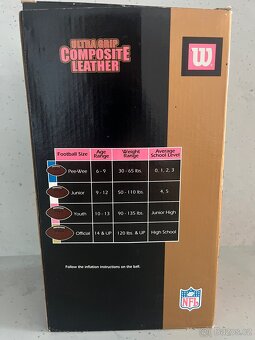 ULTRA GRIP
COMPOSITE
LEATHER
W
Football Size Age Range Weight Range Average School Level
Pee-Wee 6 - 9 30 - 65 lbs. 0, 1, 2, 3
Junior 9 - 12 50 - 110 lbs. 4, 5
Youth 10 - 13 90 - 135 lbs. Junior High
Official 14 & UP 120 lbs. & UP High School
Follow the inflation instructions on the ball.
NFL